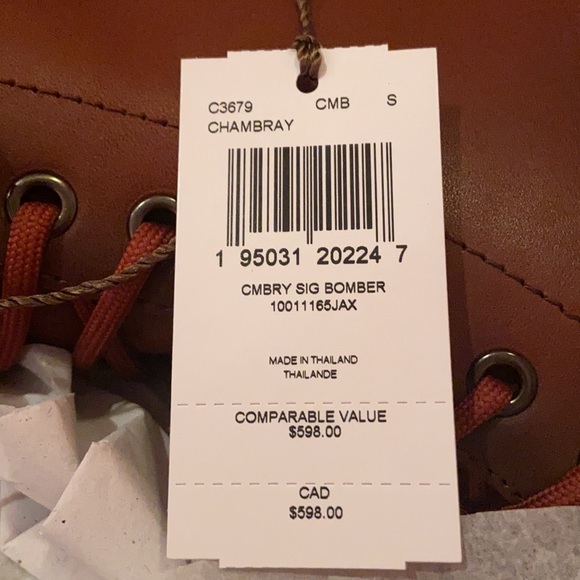 C3679 CMB S
CHAMBRAY
1 95031 20224 7
CMBRY SIG BOMBER
10011165JAX
MADE IN THAILAND
THAILANDE
COMPARABLE VALUE
$598.00
CAD
$598.00